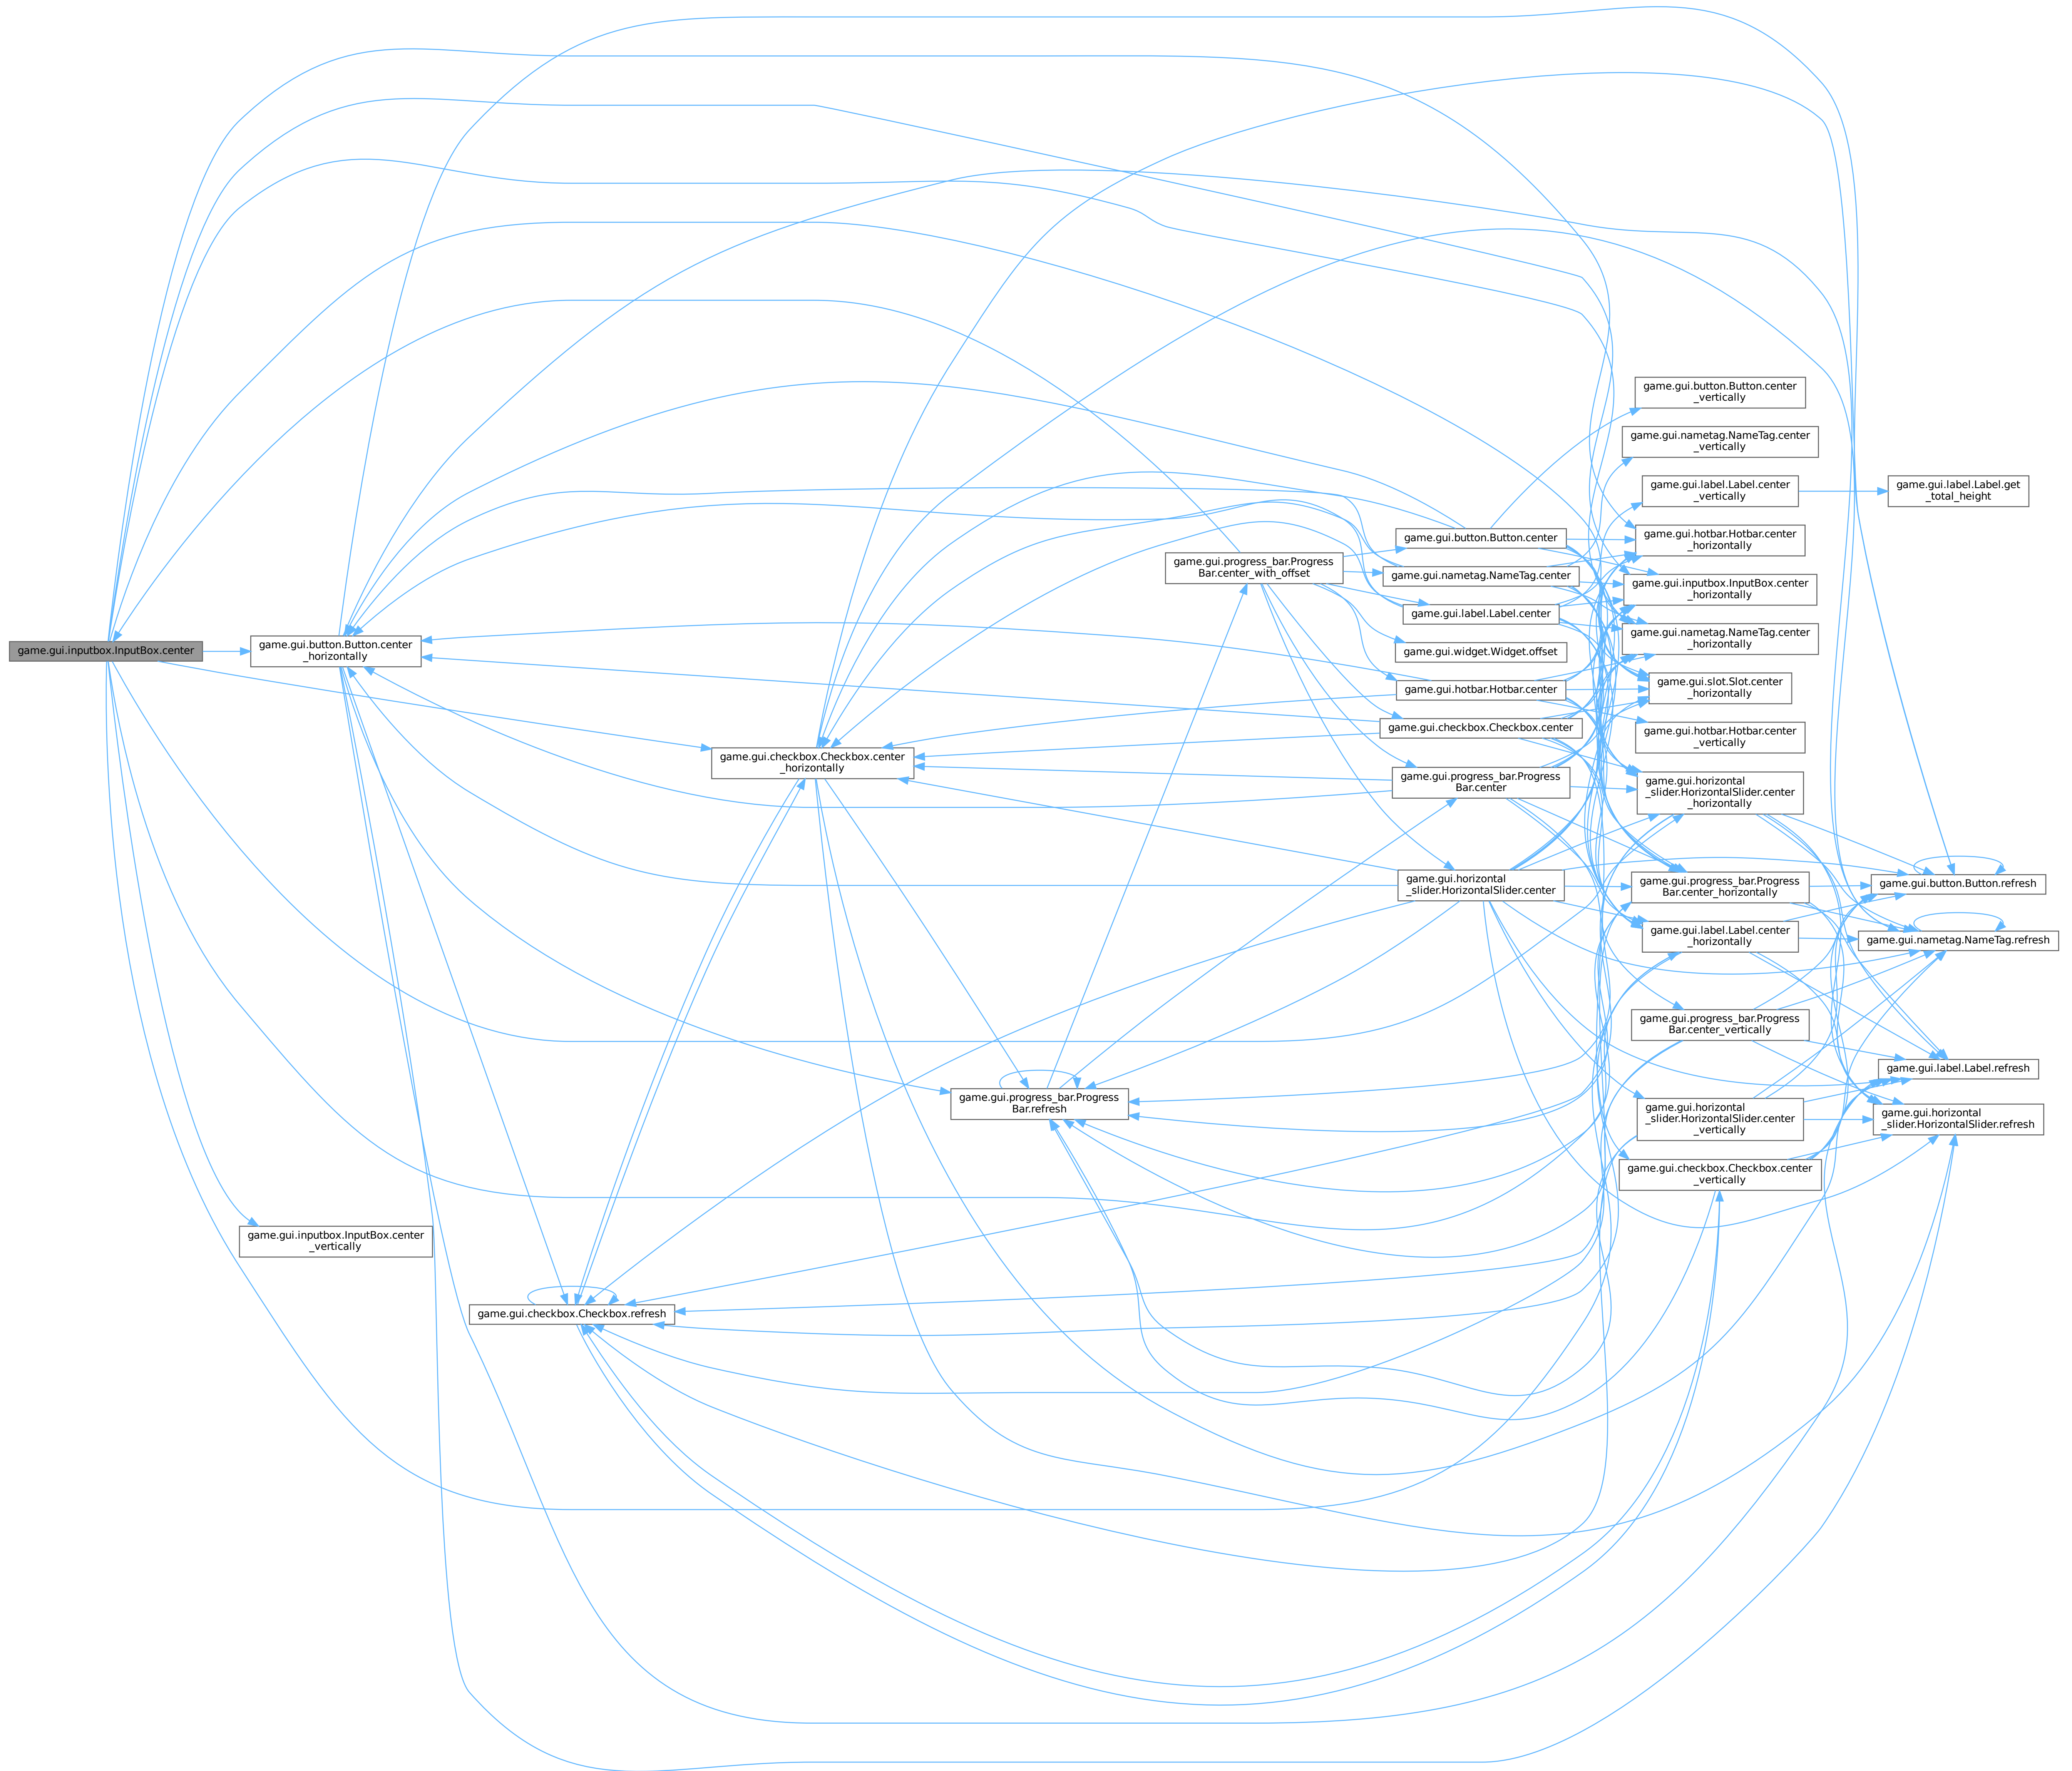 game.gui.inputbox.InputBox.center
game.gui.button.Button.center
_horizontally
game.gui.inputbox.InputBox.center
_vertically
game.gui.checkbox.Checkbox.refresh
game.gui.checkbox.Checkbox.center
_horizontally
game.gui.progress_bar.Progress
Bar.refresh
game.gui.progress_bar.Progress
Bar.center_with_offset
game.gui.button.Button.center
game.gui.nametag.NameTag.center
game.gui.label.Label.center
game.gui.widget.Widget.offset
game.gui.hotbar.Hotbar.center
game.gui.checkbox.Checkbox.center
game.gui.progress_bar.Progress
Bar.center
game.gui.horizontal
_slider.HorizontalSlider.center
game.gui.button.Button.center
_vertically
game.gui.nametag.NameTag.center
_vertically
game.gui.label.Label.center
_vertically
game.gui.hotbar.Hotbar.center
_horizontally
game.gui.inputbox.InputBox.center
_horizontally
game.gui.nametag.NameTag.center
_horizontally
game.gui.slot.Slot.center
_horizontally
game.gui.hotbar.Hotbar.center
_vertically
game.gui.horizontal
_slider.HorizontalSlider.center
_horizontally
game.gui.progress_bar.Progress
Bar.center_horizontally
game.gui.label.Label.center
_horizontally
game.gui.progress_bar.Progress
Bar.center_vertically
game.gui.horizontal
_slider.HorizontalSlider.center
_vertically
game.gui.checkbox.Checkbox.center
_vertically
game.gui.label.Label.get
_total_height
game.gui.button.Button.refresh
game.gui.nametag.NameTag.refresh
game.gui.label.Label.refresh
game.gui.horizontal
_slider.HorizontalSlider.refresh